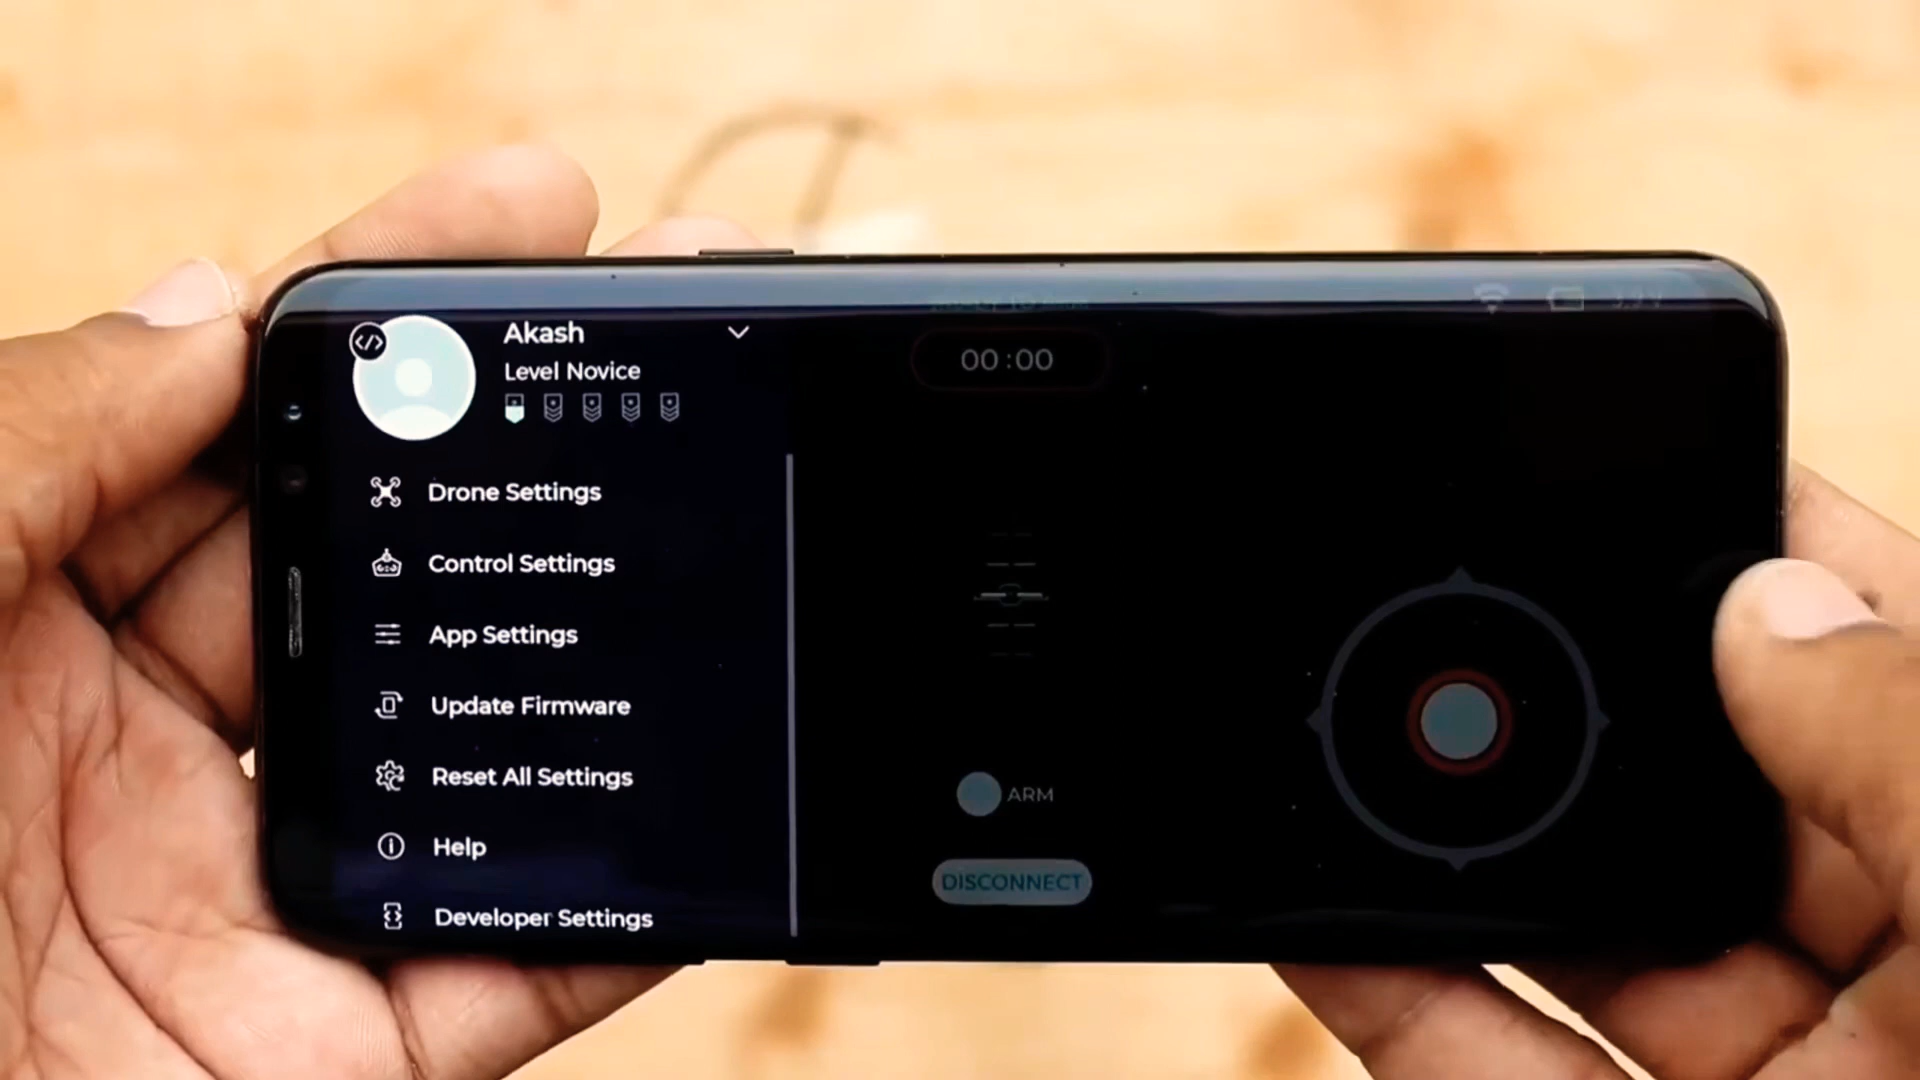 Akash
Level Novice
Drone Settings
Control Settings
App Settings
Update Firmware
Reset All Settings
Help
Developer Settings
00:00
ARM
DISCONNECT